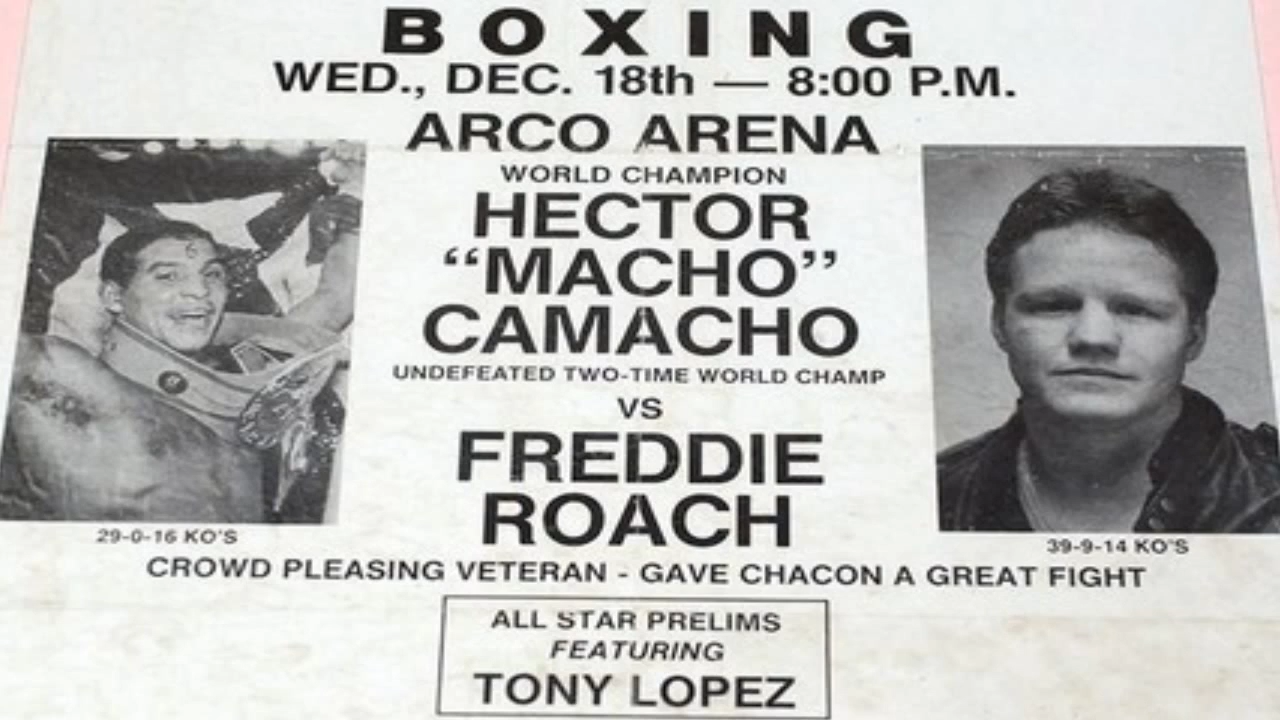 BOXING
WED., DEC. 18th — 8:00 P.M.
ARCO ARENA
WORLD CHAMPION
HECTOR
“MACHO”
CAMACHO
UNDEFEATED TWO-TIME WORLD CHAMP
VS
FREDDIE
ROACH
29-0-16 KO'S
39-9-14 KO'S
CROWD PLEASING VETERAN - GAVE CHACON A GREAT FIGHT
ALL STAR PRELIMS
FEATURING
TONY LOPEZ